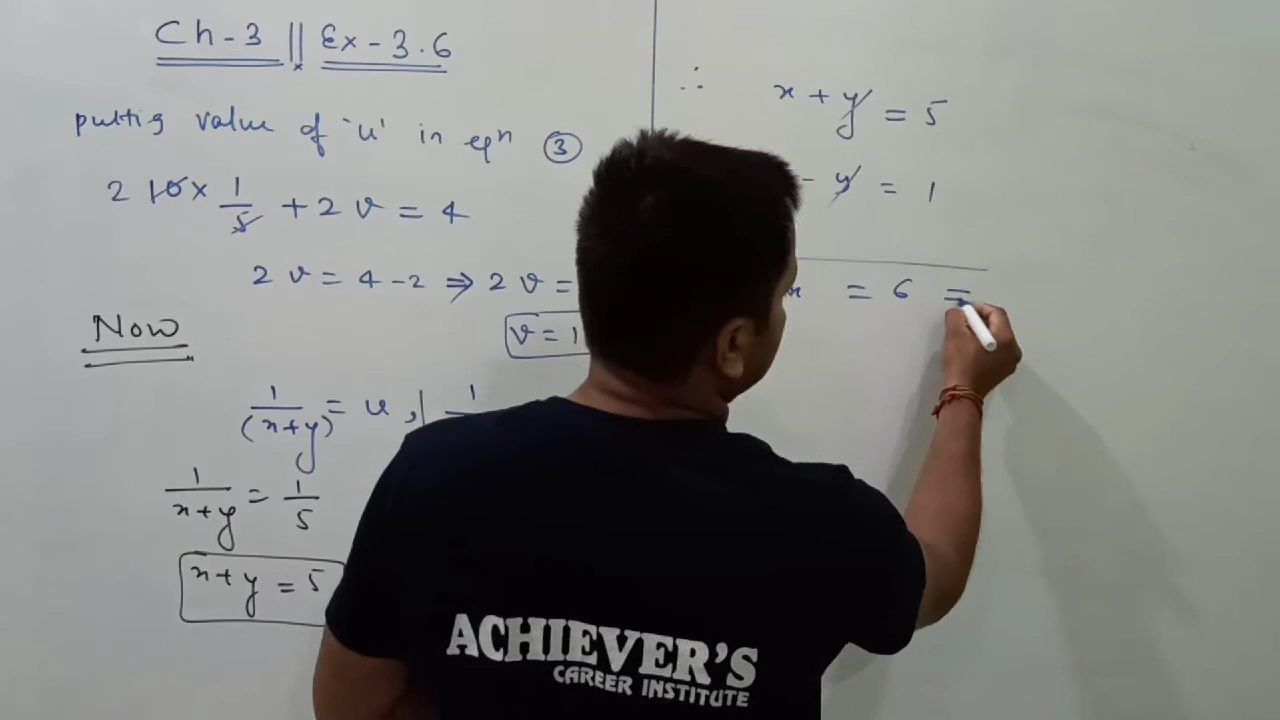 Ch-3 || Ex-3.6
putting value of 'u' in eqⁿ ③
2 10 × 1/5 + 2v = 4
2v = 4-2 ⇒ 2v =
v = 1
Now
1/(x+y) = u, | 1
1/x+y = 1/5
x+y = 5
∴ x + y = 5
- y = 1
x = 6 =
ACHIEVER'S
CAREER INSTITUTE